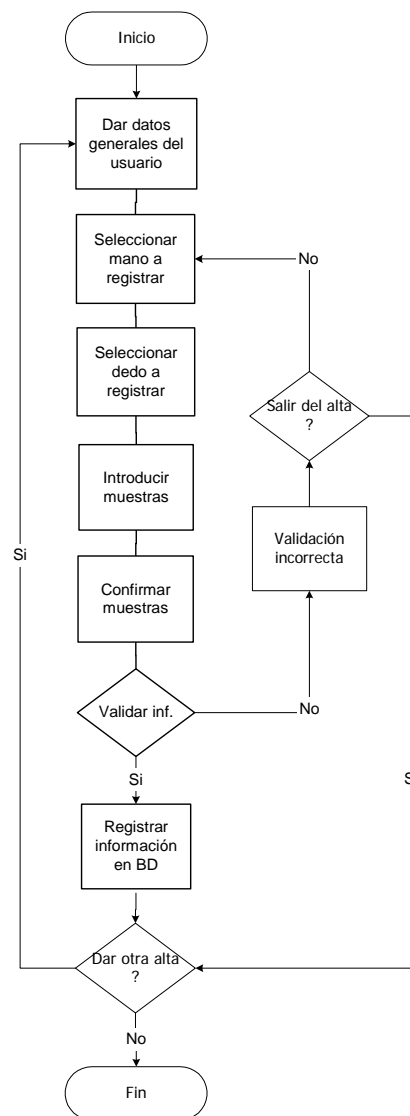 Inicio
Dar datos
generales del
usuario
Seleccionar
mano a
registrar
No
Seleccionar
dedo a
registrar
Salir del alta
?
Introducir
muestras
Validación
incorrecta
Si
Confirmar
muestras
Validar inf.
No
Si
Registrar
información
en BD
Dar otra alta
?
No
Fin